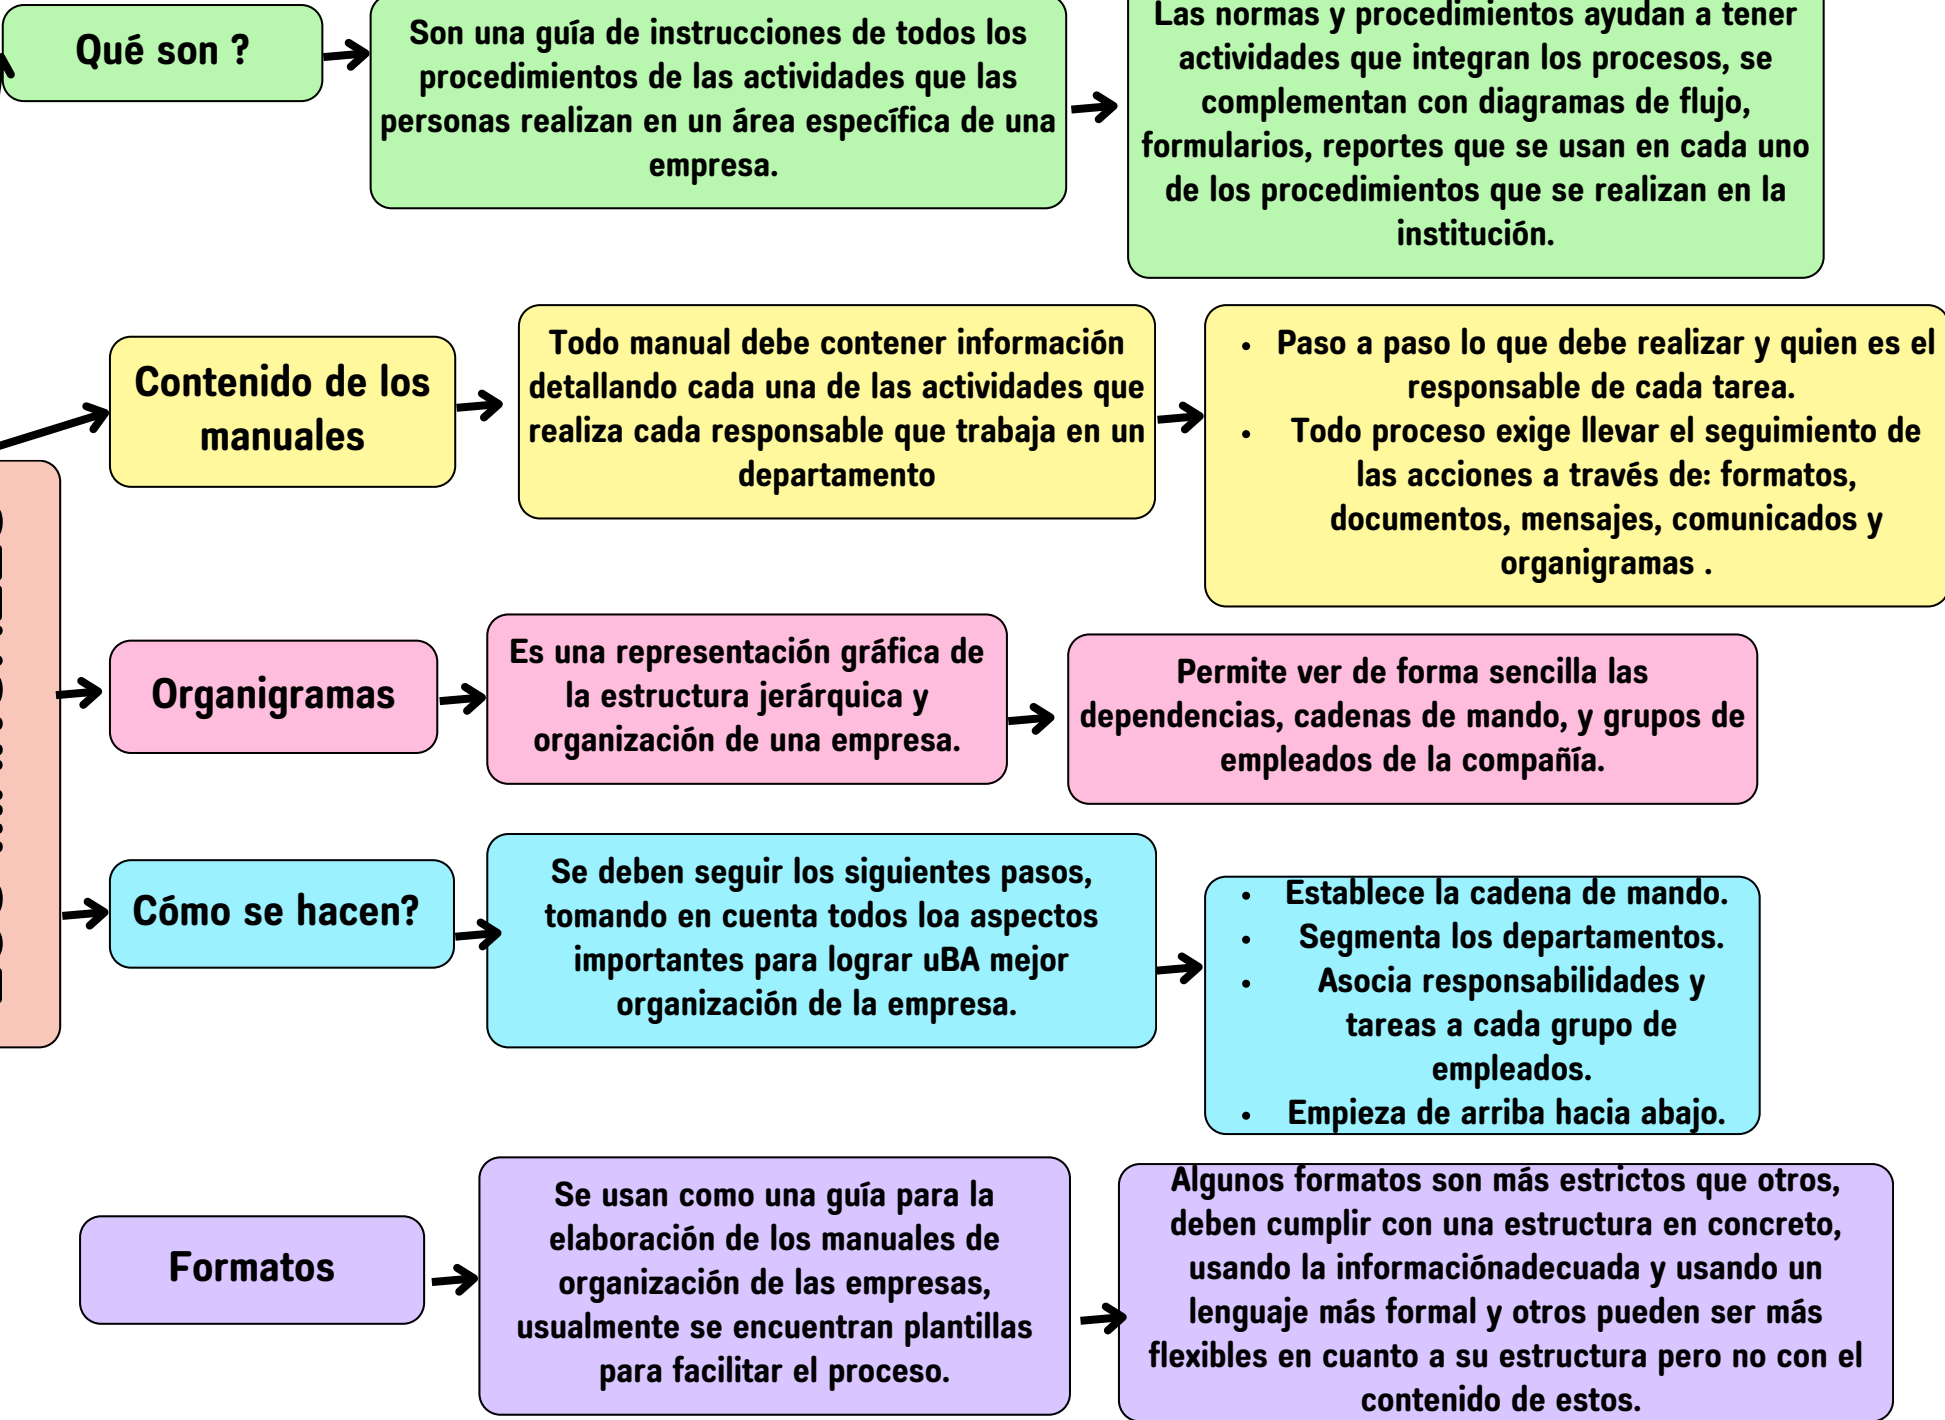 Qué son ?
Son una guía de instrucciones de todos los
procedimientos de las actividades que las
personas realizan en un área específica de una
empresa.
Las normas y procedimientos ayudan a tener
actividades que integran los procesos, se
complementan con diagramas de flujo,
formularios, reportes que se usan en cada uno
de los procedimientos que se realizan en la
institución.
Contenido de los
manuales
Todo manual debe contener información
detallando cada una de las actividades que
realiza cada responsable que trabaja en un
departamento
• Paso a paso lo que debe realizar y quien es el
responsable de cada tarea.
• Todo proceso exige llevar el seguimiento de
las acciones a través de: formatos,
documentos, mensajes, comunicados y
organigramas .
Organigramas
Es una representación gráfica de
la estructura jerárquica y
organización de una empresa.
Permite ver de forma sencilla las
dependencias, cadenas de mando, y grupos de
empleados de la compañía.
Cómo se hacen?
Se deben seguir los siguientes pasos,
tomando en cuenta todos loa aspectos
importantes para lograr uBA mejor
organización de la empresa.
• Establece la cadena de mando.
• Segmenta los departamentos.
• Asocia responsabilidades y
tareas a cada grupo de
empleados.
• Empieza de arriba hacia abajo.
Formatos
Se usan como una guía para la
elaboración de los manuales de
organización de las empresas,
usualmente se encuentran plantillas
para facilitar el proceso.
Algunos formatos son más estrictos que otros,
deben cumplir con una estructura en concreto,
usando la informaciónadecuada y usando un
lenguaje más formal y otros pueden ser más
flexibles en cuanto a su estructura pero no con el
contenido de estos.